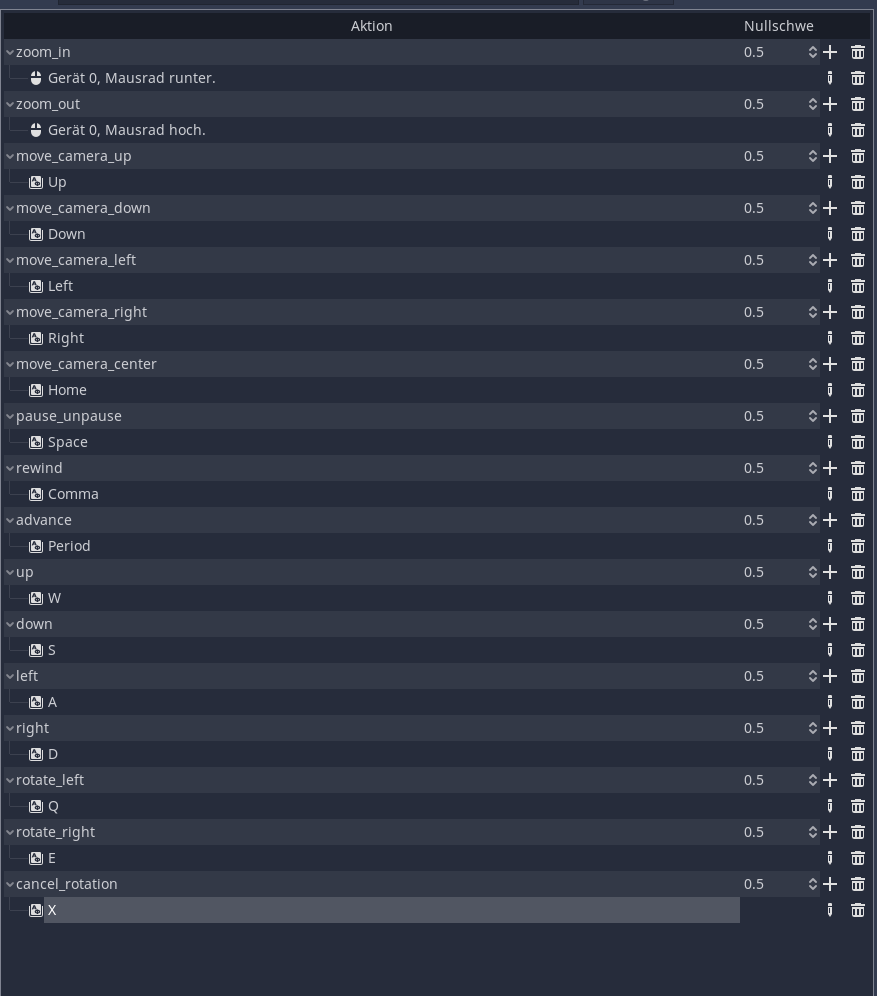 Aktion Nullschwe
zoom_in 0.5
Gerät 0, Mausrad runter.
zoom_out 0.5
Gerät 0, Mausrad hoch.
move_camera_up 0.5
Up
move_camera_down 0.5
Down
move_camera_left 0.5
Left
move_camera_right 0.5
Right
move_camera_center 0.5
Home
pause_unpause 0.5
Space
rewind 0.5
Comma
advance 0.5
Period
up 0.5
W
down 0.5
S
left 0.5
A
right 0.5
D
rotate_left 0.5
Q
rotate_right 0.5
E
cancel_rotation 0.5
X